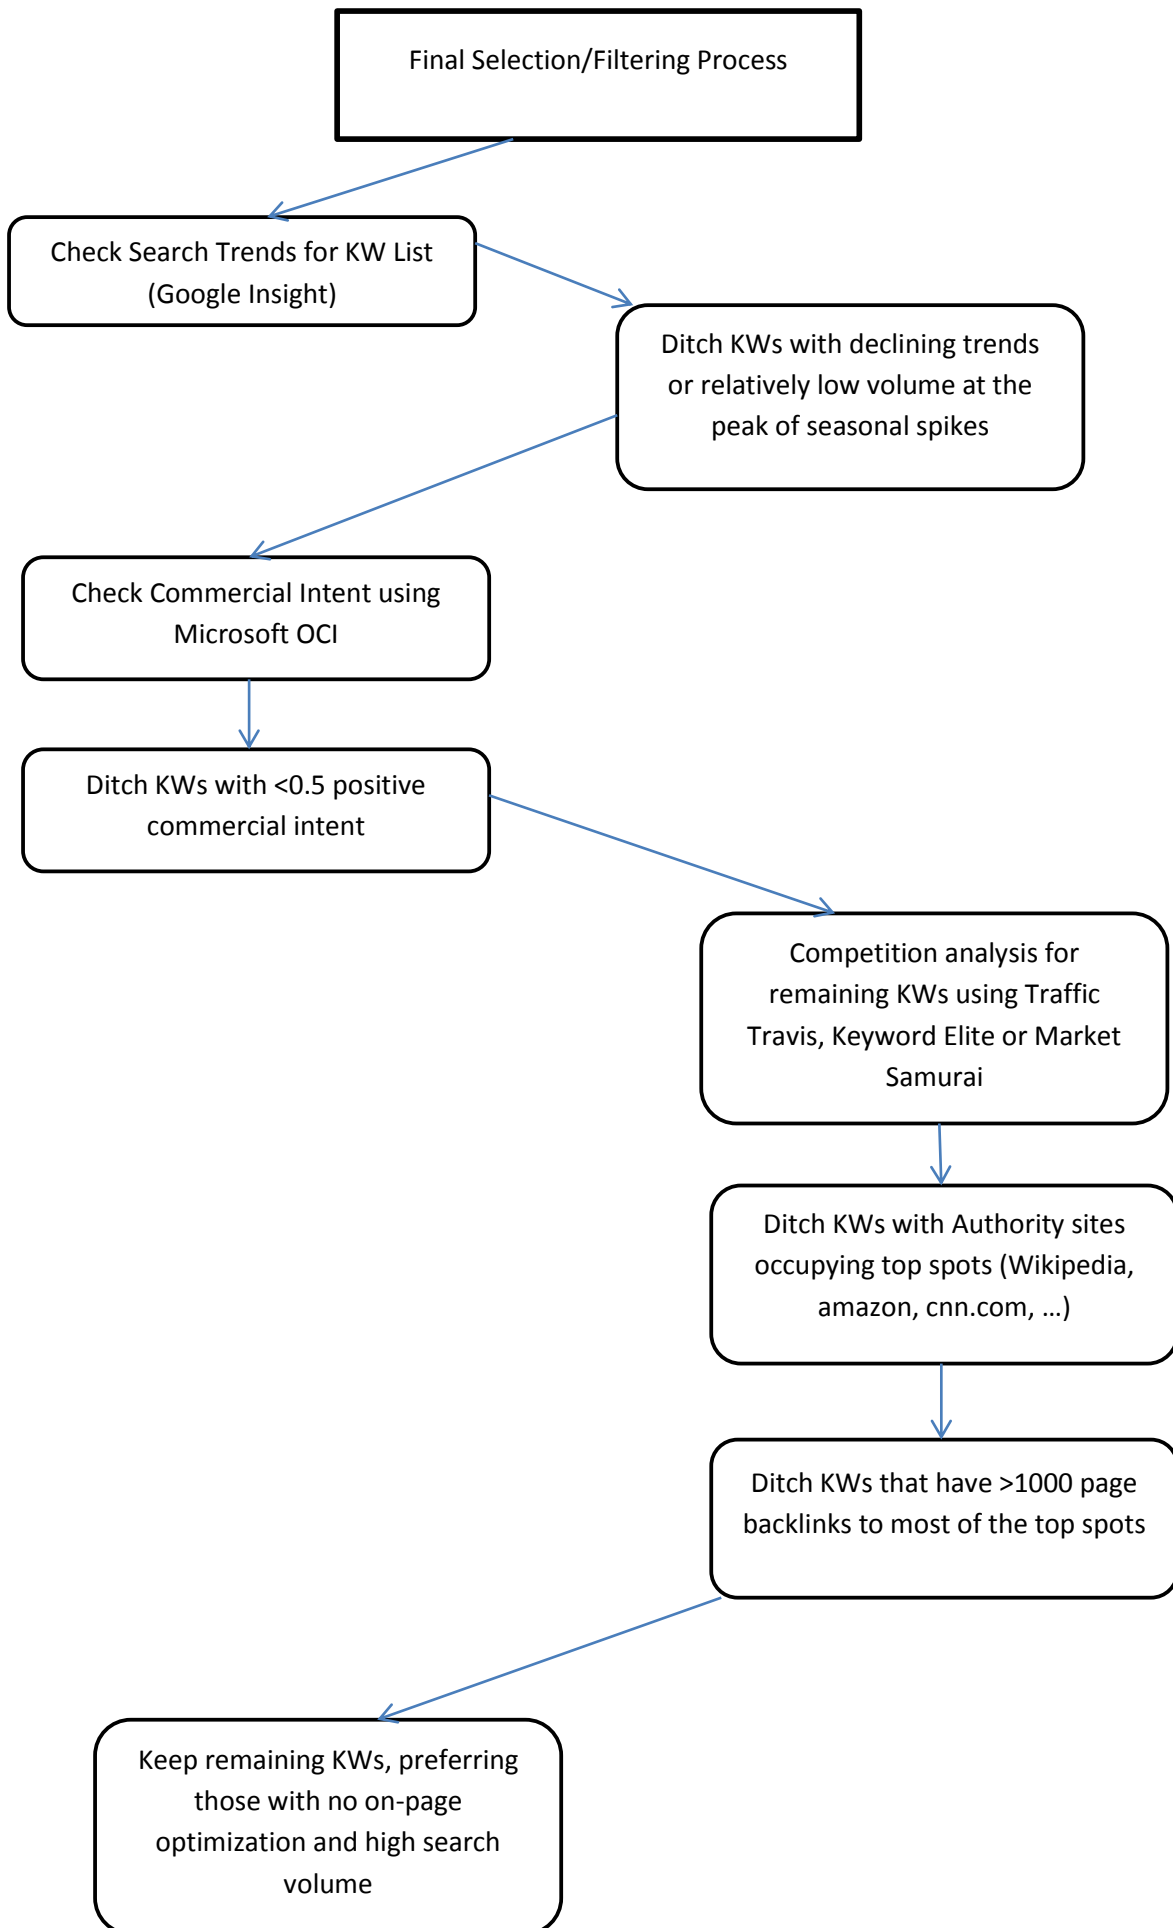 Final Selection/Filtering Process
Check Search Trends for KW List
(Google Insight)
Ditch KWs with declining trends
or relatively low volume at the
peak of seasonal spikes
Check Commercial Intent using
Microsoft OCI
Ditch KWs with <0.5 positive
commercial intent
Competition analysis for
remaining KWs using Traffic
Travis, Keyword Elite or Market
Samurai
Ditch KWs with Authority sites
occupying top spots (Wikipedia,
amazon, cnn.com, …)
Ditch KWs that have >1000 page
backlinks to most of the top spots
Keep remaining KWs, preferring
those with no on-page
optimization and high search
volume